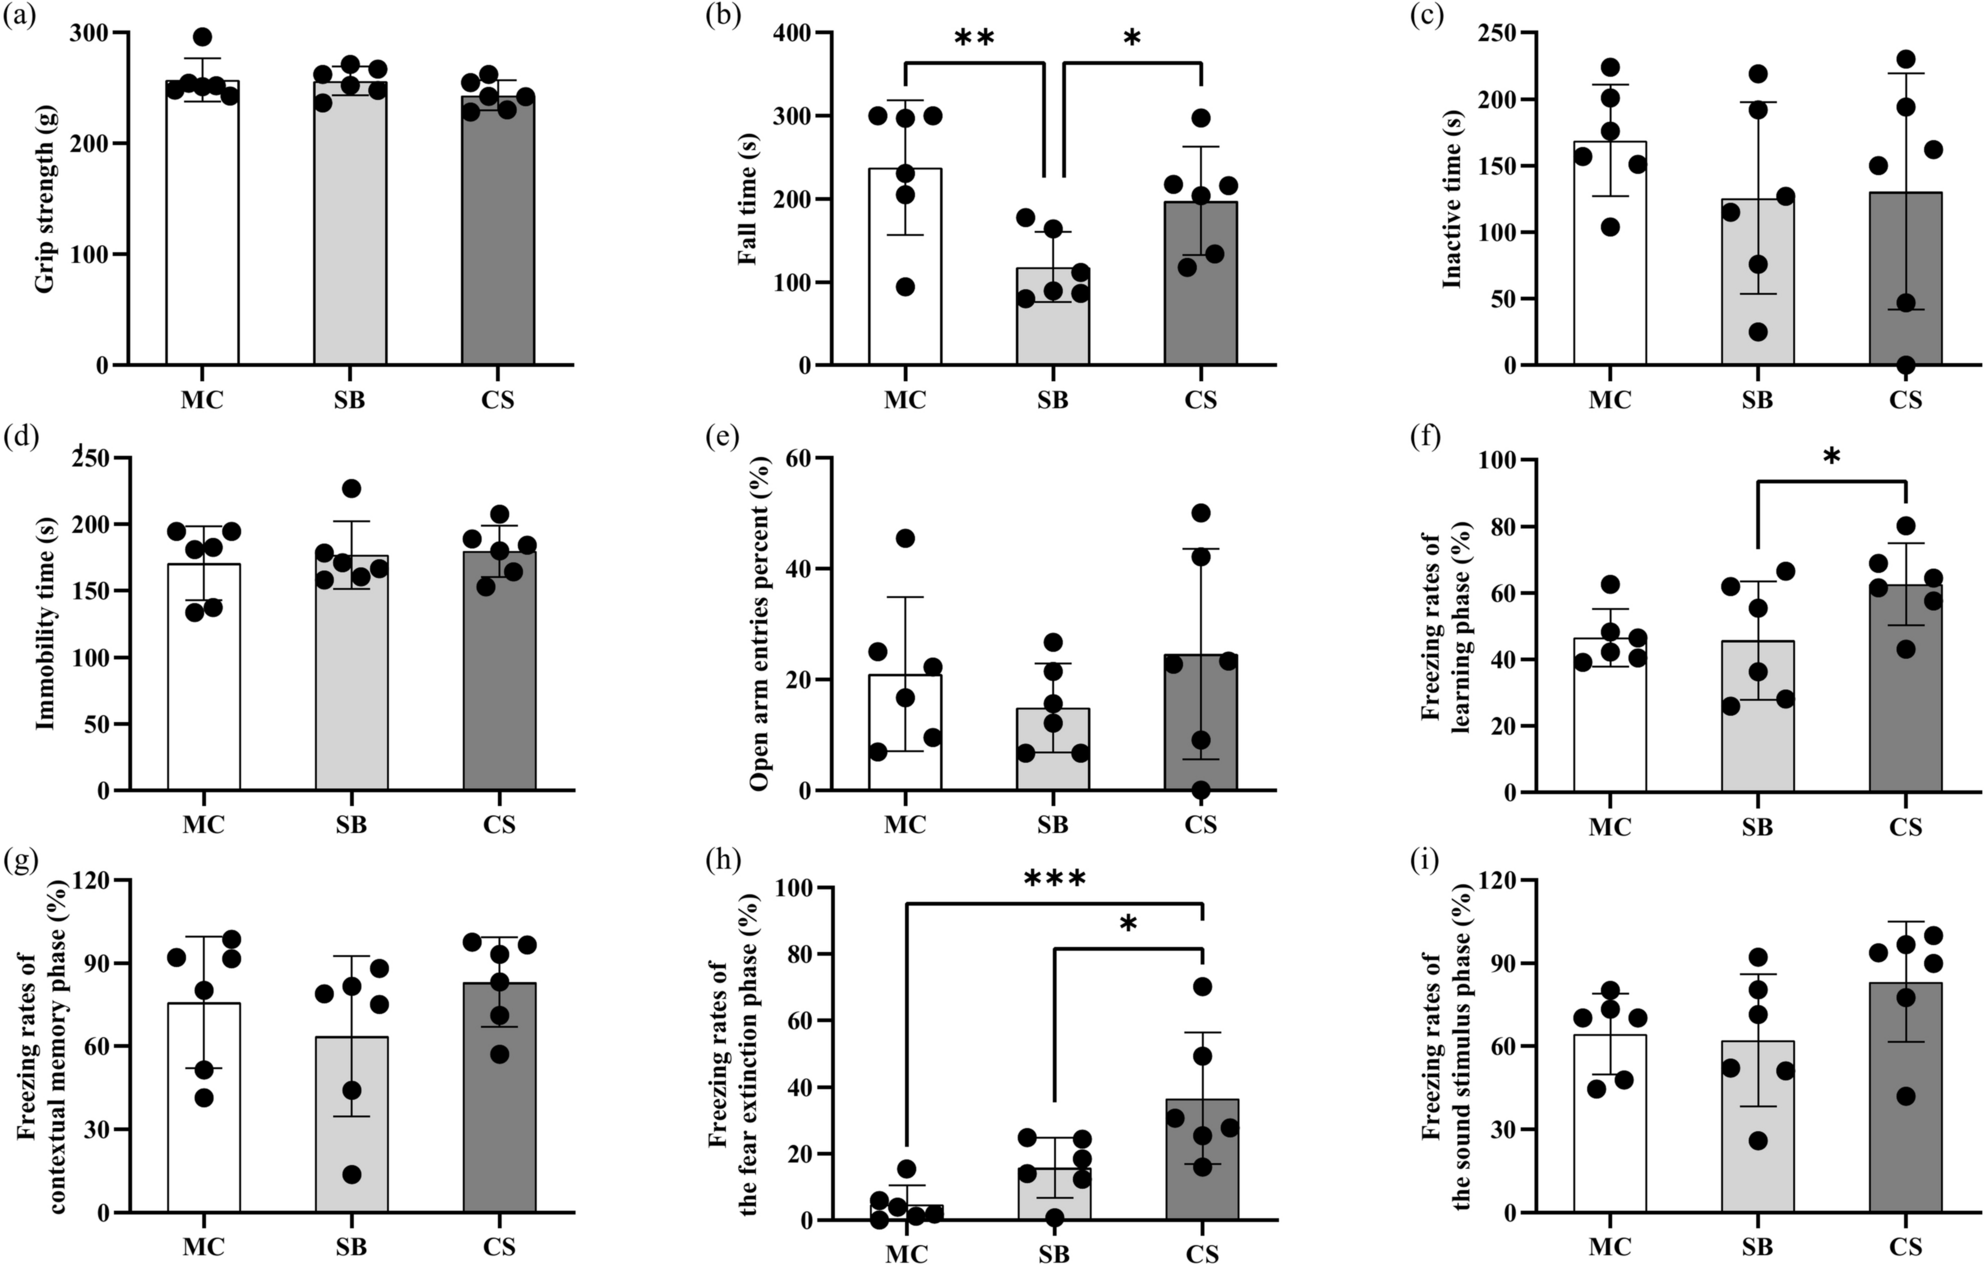 (a)
Grip strength (g)
300
200
100
0
MC SB CS
(b)
Fall time (s)
400
300
200
100
0
** *
MC SB CS
(c)
Inactive time (s)
250
200
150
100
50
0
MC SB CS
(d)
Immobility time (s)
250
200
150
100
50
0
MC SB CS
(e)
Open arm entries percent (%)
60
40
20
0
MC SB CS
(f)
Freezing rates of
learning phase (%)
100
80
60
40
20
0
*
MC SB CS
(g)
Freezing rates of
contextual memory phase (%)
120
90
60
30
0
MC SB CS
(h)
Freezing rates of
the fear extinction phase (%)
100
80
60
40
20
0
***
*
MC SB CS
(i)
Freezing rates of
the sound stimulus phase (%)
120
90
60
30
0
MC SB CS